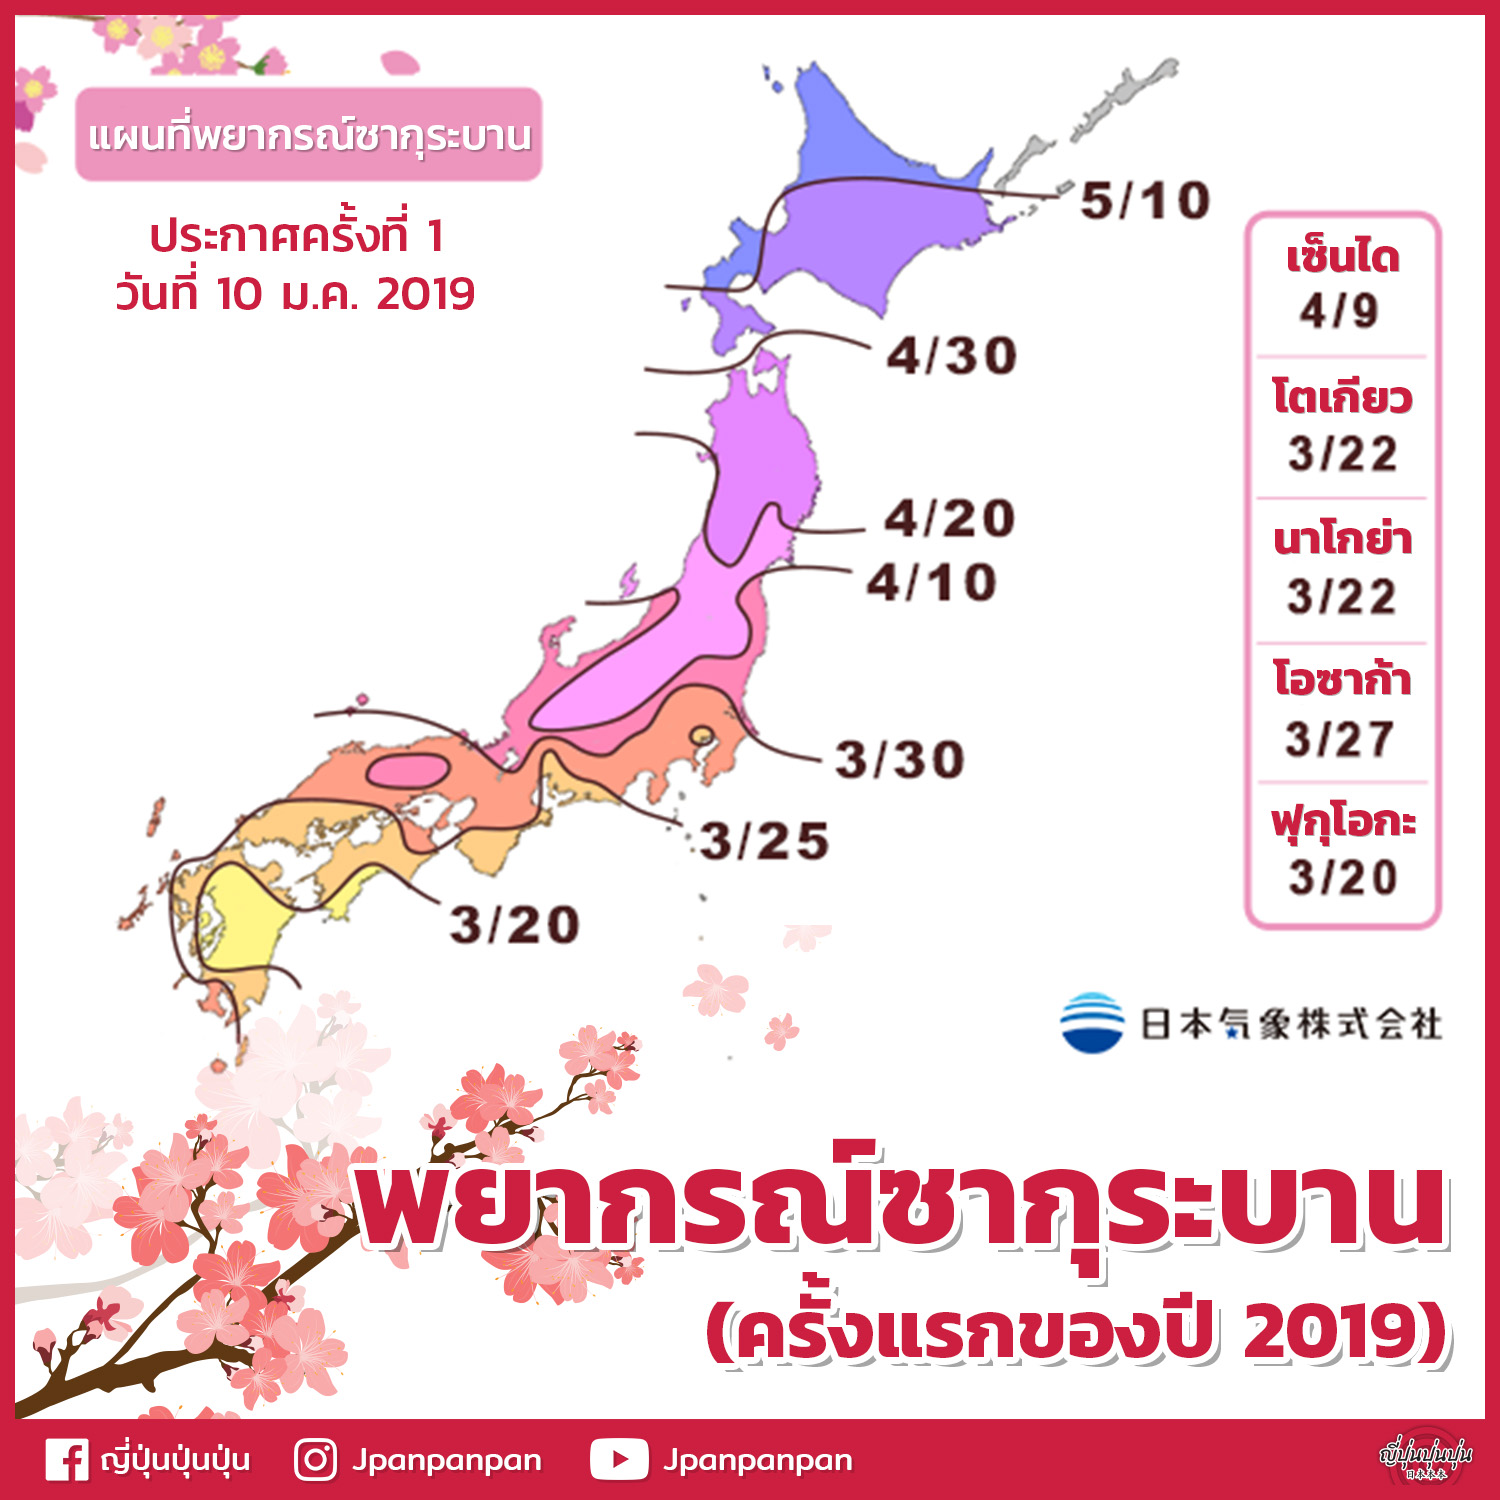 แผนที่พยากรณ์ซากุระบาน
ประกาศครั้งที่ 1
วันที่ 10 ม.ค. 2019
5/10
4/30
4/20
4/10
3/30
3/25
3/20
เซ็นได
4/9
โตเกียว
3/22
นาโกย่า
3/22
โอซาก้า
3/27
ฟุกุโอกะ
3/20
日本気象株式会社
พยากรณ์ซากุระบาน
(ครั้งแรกของปี 2019)
ญี่ปุ่นปุ่นปุ่น
Jpanpanpan
Jpanpanpan
ญี่ปุ่นปุ่นปุ่น
日本本本